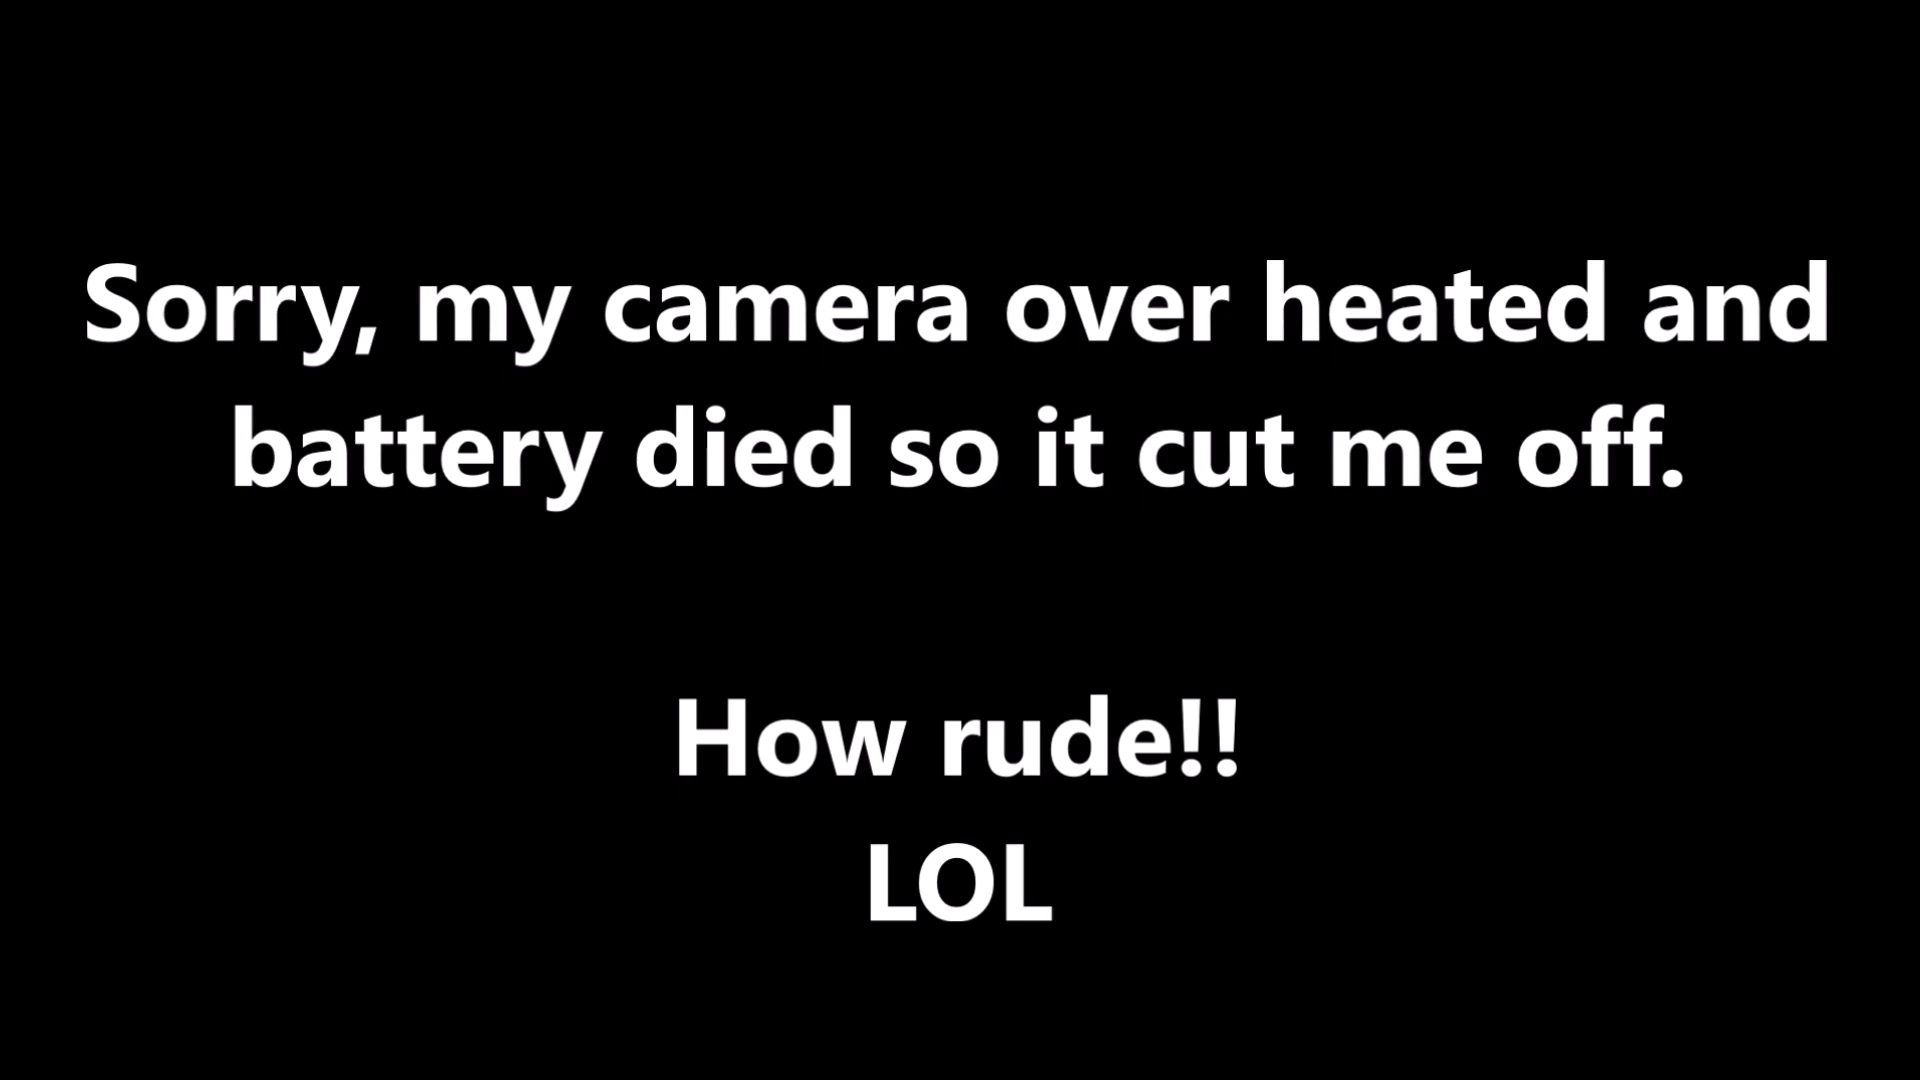 Sorry, my camera over heated and
battery died so it cut me off.
How rude!!
LOL